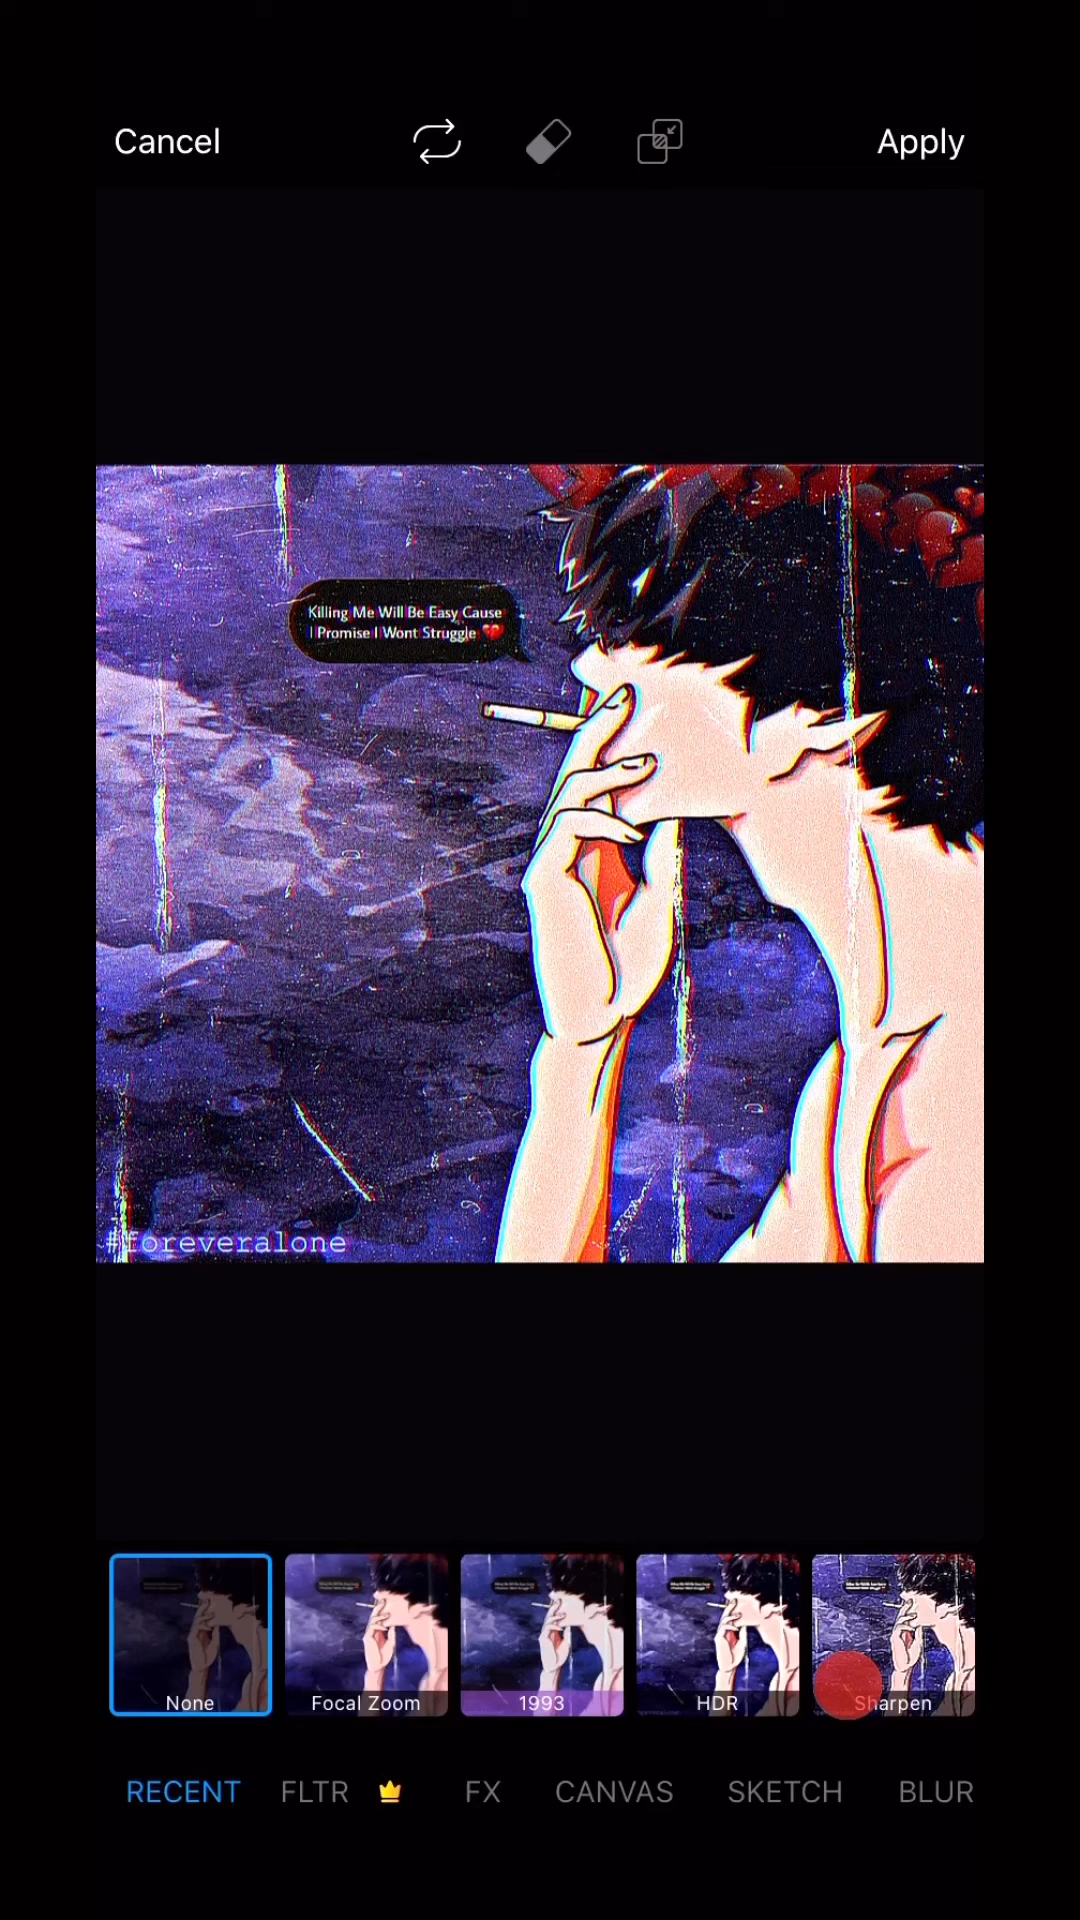 Cancel
Apply
Killing Me Will Be Easy Cause
I Promise I Wont Struggle 💔
#foreveralone
None
Focal Zoom
1993
HDR
Sharpen
RECENT
FLTR
FX
CANVAS
SKETCH
BLUR